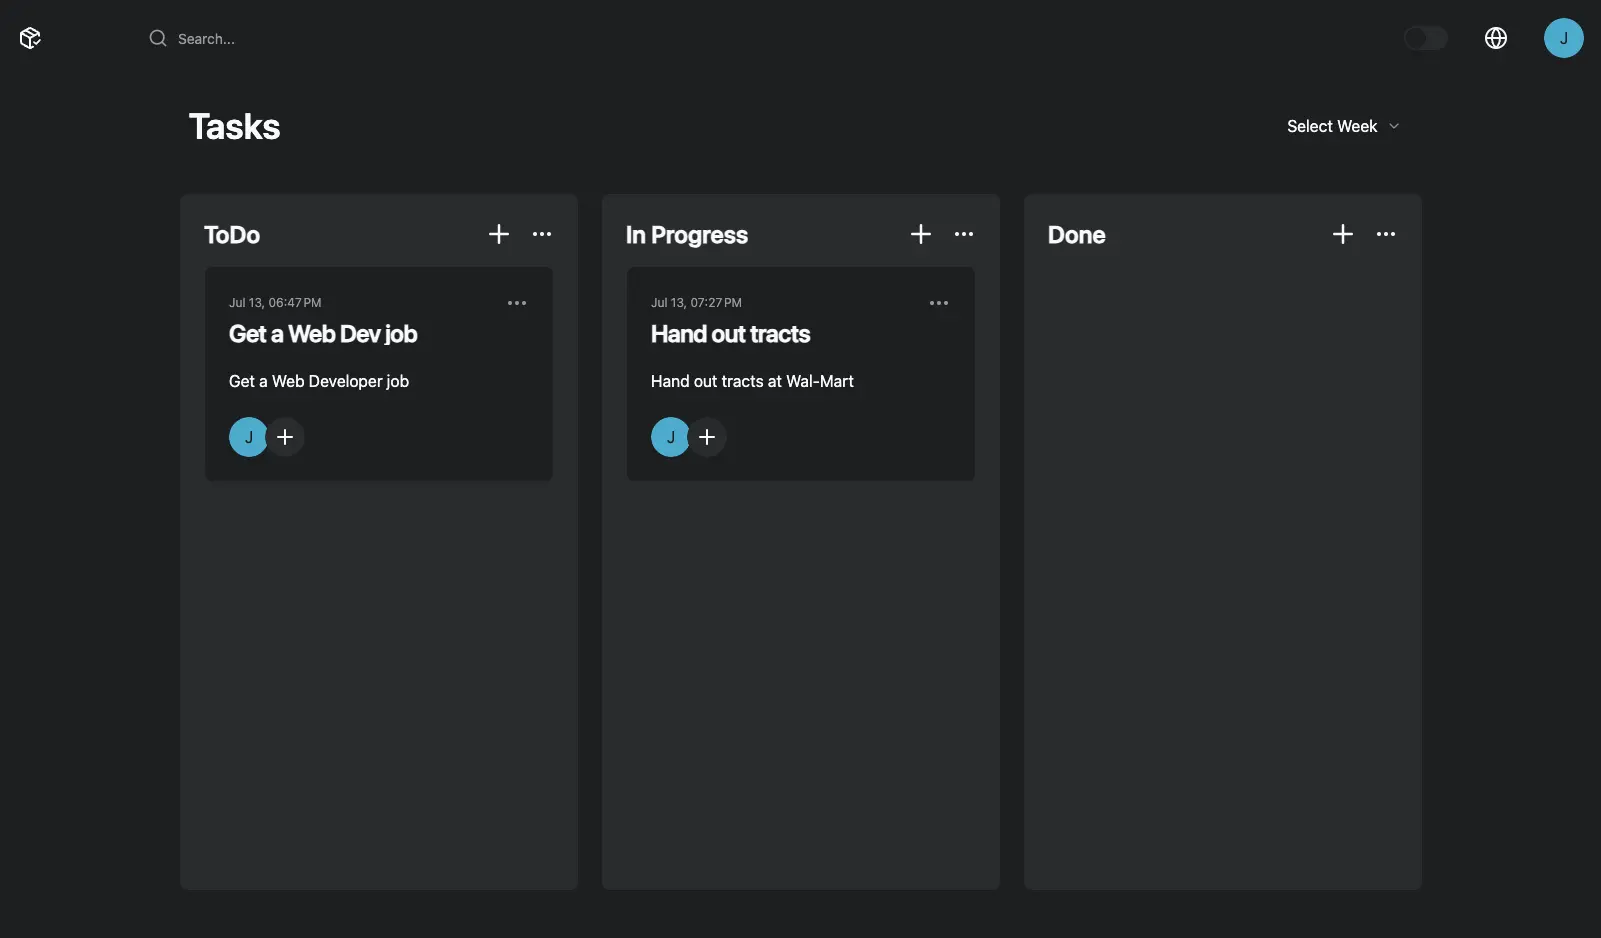 Search...
J
Tasks
Select Week
ToDo
Jul 13, 06:47 PM
Get a Web Dev job
Get a Web Developer job
J
In Progress
Jul 13, 07:27 PM
Hand out tracts
Hand out tracts at Wal-Mart
J
Done